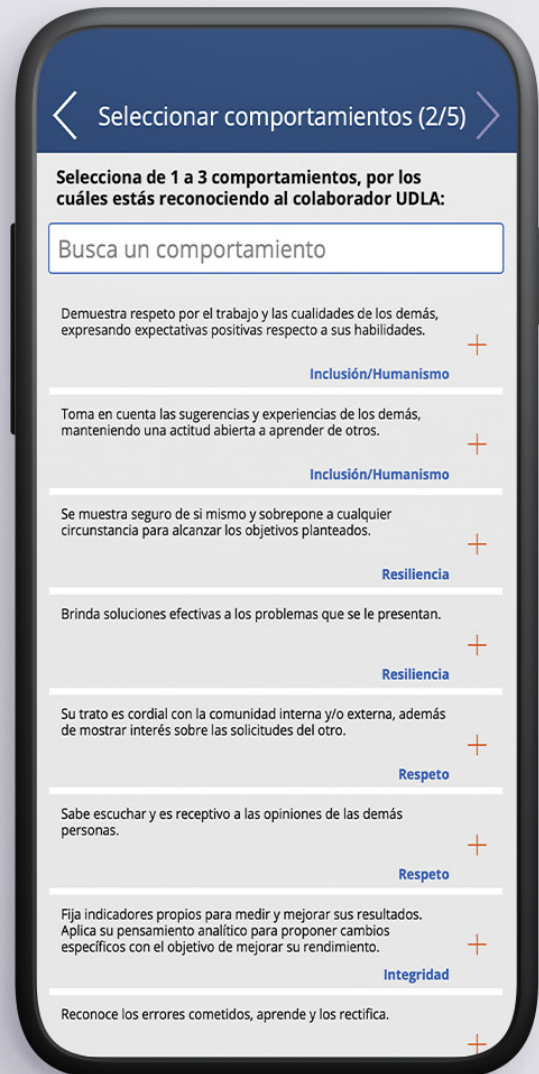 Seleccionar comportamientos (2/5)
Selecciona de 1 a 3 comportamientos, por los
cuáles estás reconociendo al colaborador UDLA:
Busca un comportamiento
Demuestra respeto por el trabajo y las cualidades de los demás,
expresando expectativas positivas respecto a sus habilidades.
Inclusión/Humanismo
Toma en cuenta las sugerencias y experiencias de los demás,
manteniendo una actitud abierta a aprender de otros.
Inclusión/Humanismo
Se muestra seguro de si mismo y sobrepone a cualquier
circunstancia para alcanzar los objetivos planteados.
Resiliencia
Brinda soluciones efectivas a los problemas que se le presentan.
Resiliencia
Su trato es cordial con la comunidad interna y/o externa, además
de mostrar interés sobre las solicitudes del otro.
Respeto
Sabe escuchar y es receptivo a las opiniones de las demás
personas.
Respeto
Fija indicadores propios para medir y mejorar sus resultados.
Aplica su pensamiento analítico para proponer cambios
específicos con el objetivo de mejorar su rendimiento.
Integridad
Reconoce los errores cometidos, aprende y los rectifica.